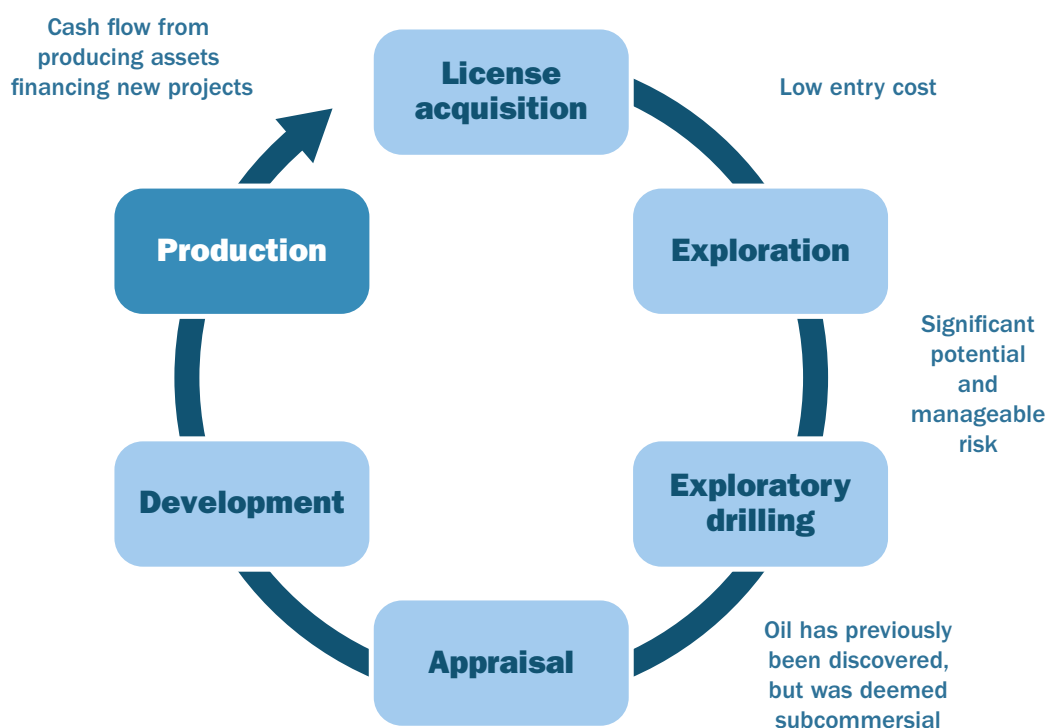 Cash flow from
producing assets
financing new projects
License
acquisition
Low entry cost
Production
Exploration
Significant
potential
and
manageable
risk
Development
Exploratory
drilling
Appraisal
Oil has previously
been discovered,
but was deemed
subcommersial